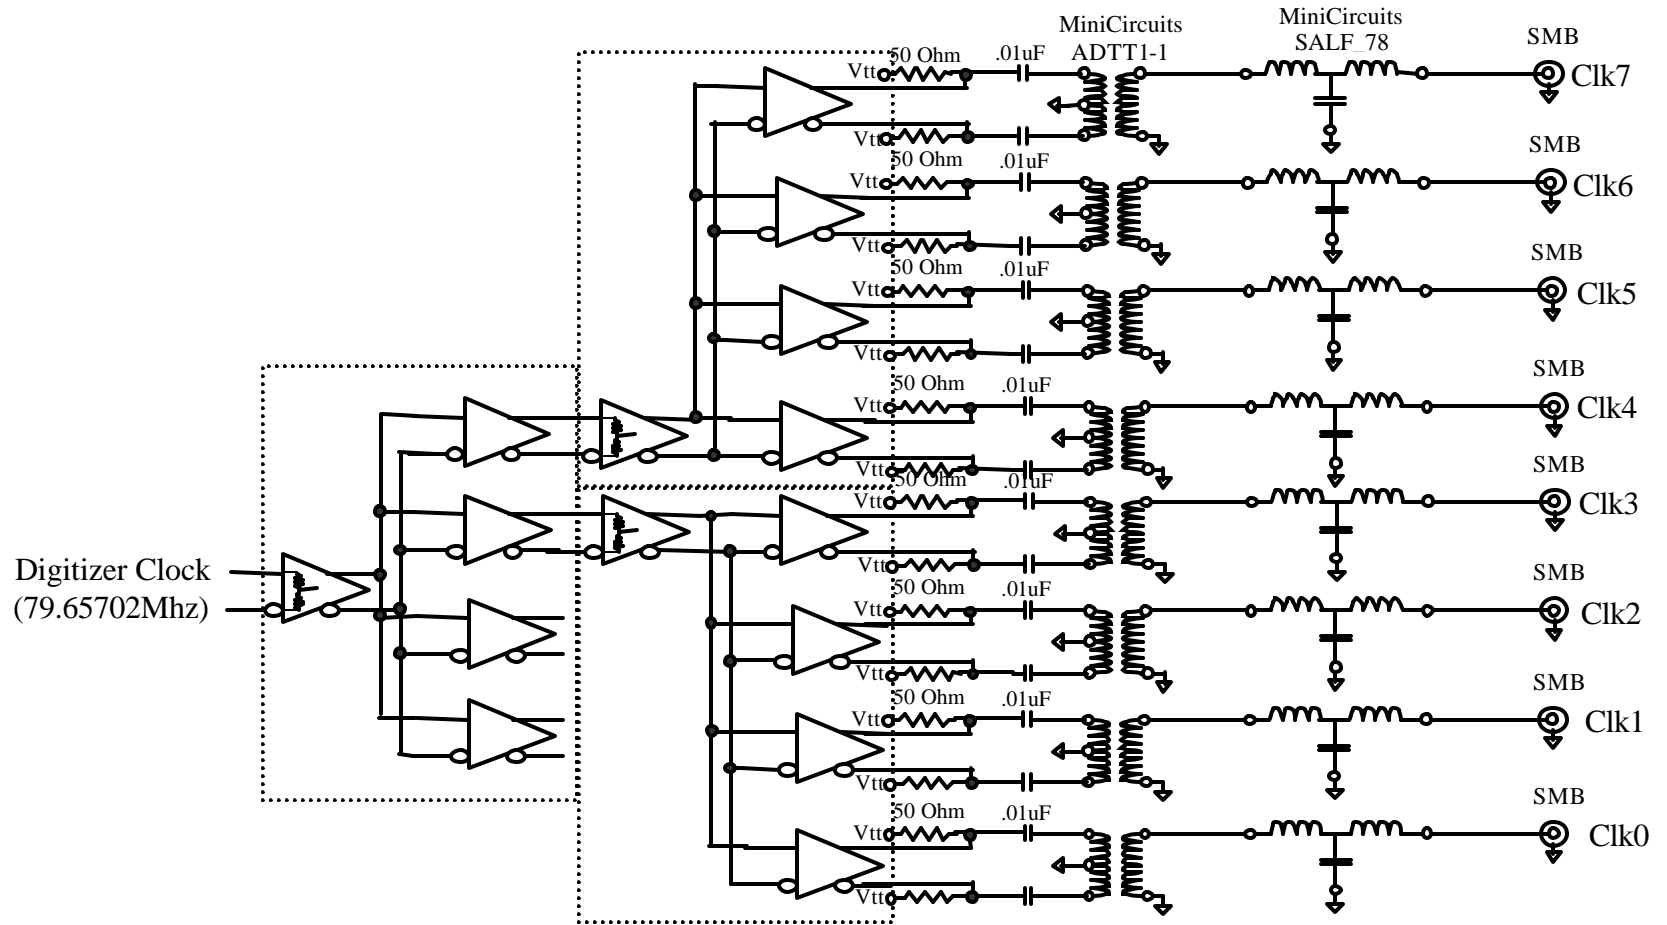 MiniCircuits
ADTT1-1
MiniCircuits
SALF_78
50 Ohm
.01uF
SMB
Vtt
Clk7
Vtt
50 Ohm
.01uF
SMB
Vtt
Clk6
Vtt
50 Ohm
.01uF
SMB
Vtt
Clk5
Vtt
50 Ohm
.01uF
SMB
Vtt
Clk4
Vtt
50 Ohm
.01uF
SMB
Vtt
Clk3
Vtt
50 Ohm
.01uF
SMB
Digitizer Clock
(79.65702Mhz)
Vtt
Clk2
Vtt
50 Ohm
.01uF
SMB
Vtt
Clk1
Vtt
50 Ohm
.01uF
SMB
Vtt
Clk0
Vtt